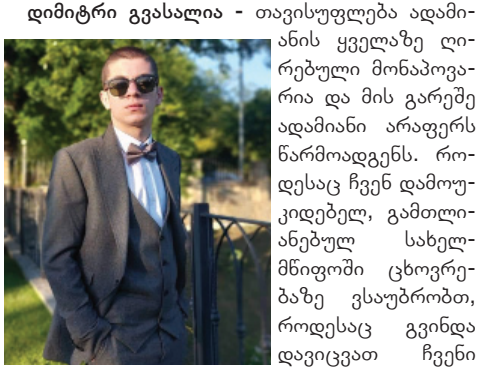 დიმიტრი გვასალია - თავისუფლება ადამი-
ანის ყველაზე ღი-
რებული მონაპოვა-
რია და მის გარეშე
ადამიანი არაფერს
წარმოადგენს. რო-
დესაც ჩვენ დამოუ-
კიდებელ, გამთლი-
ანებულ სახელ-
მწიფოში ცხოვრე-
ბაზე ვსაუბრობთ,
როდესაც გვინდა
დავიცვათ ჩვენი